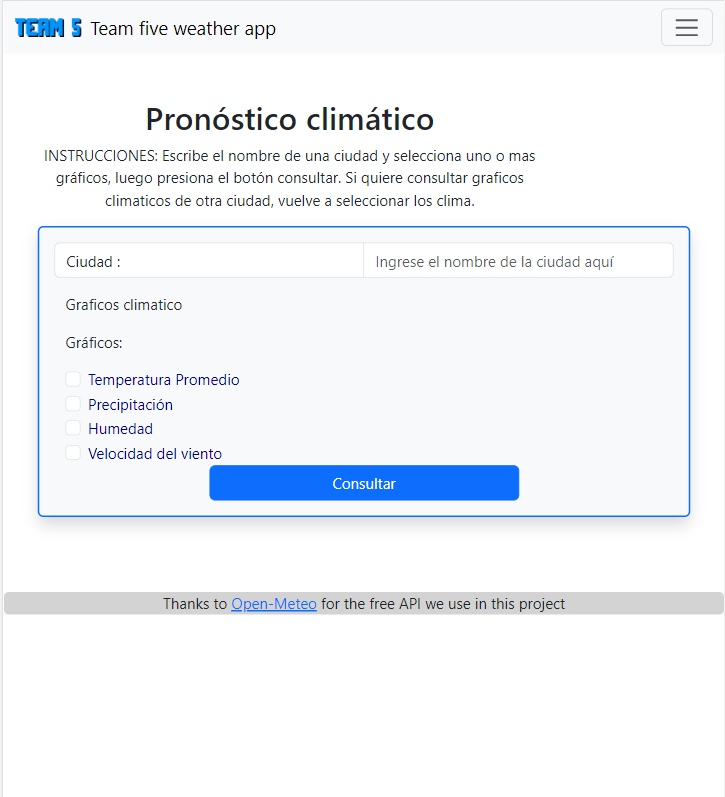 TEAM 5 Team five weather app
Pronóstico climático
INSTRUCCIONES: Escribe el nombre de una ciudad y selecciona uno o mas
gráficos, luego presiona el botón consultar. Si quiere consultar graficos
climaticos de otra ciudad, vuelve a seleccionar los clima.
Ciudad : Ingrese el nombre de la ciudad aquí
Graficos climatico
Gráficos:
Temperatura Promedio
Precipitación
Humedad
Velocidad del viento
Consultar
Thanks to Open-Meteo for the free API we use in this project